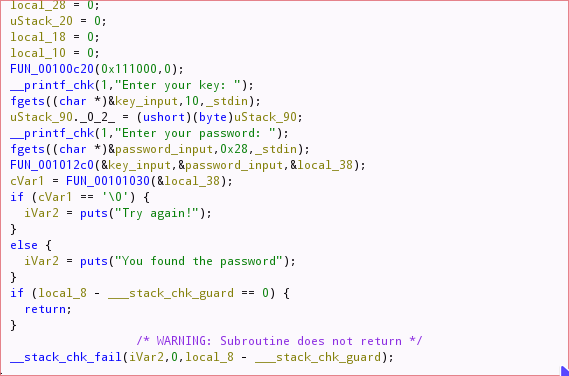 local_28 = 0;
uStack_20 = 0;
local_18 = 0;
local_10 = 0;
FUN_00100c20(0x111000,0);
__printf_chk(1,"Enter your key: ");
fgets((char *)&key_input,10,_stdin);
uStack_90._0_2_ = (ushort)(byte)uStack_90;
__printf_chk(1,"Enter your password: ");
fgets((char *)&password_input,0x28,_stdin);
FUN_001012c0(&key_input,&password_input,&local_38);
cVar1 = FUN_00101030(&local_38);
if (cVar1 == '\0') {
  iVar2 = puts("Try again!");
}
else {
  iVar2 = puts("You found the password");
}
if (local_8 - ___stack_chk_guard == 0) {
  return;
}
/* WARNING: Subroutine does not return */
__stack_chk_fail(iVar2,0,local_8 - ___stack_chk_guard);